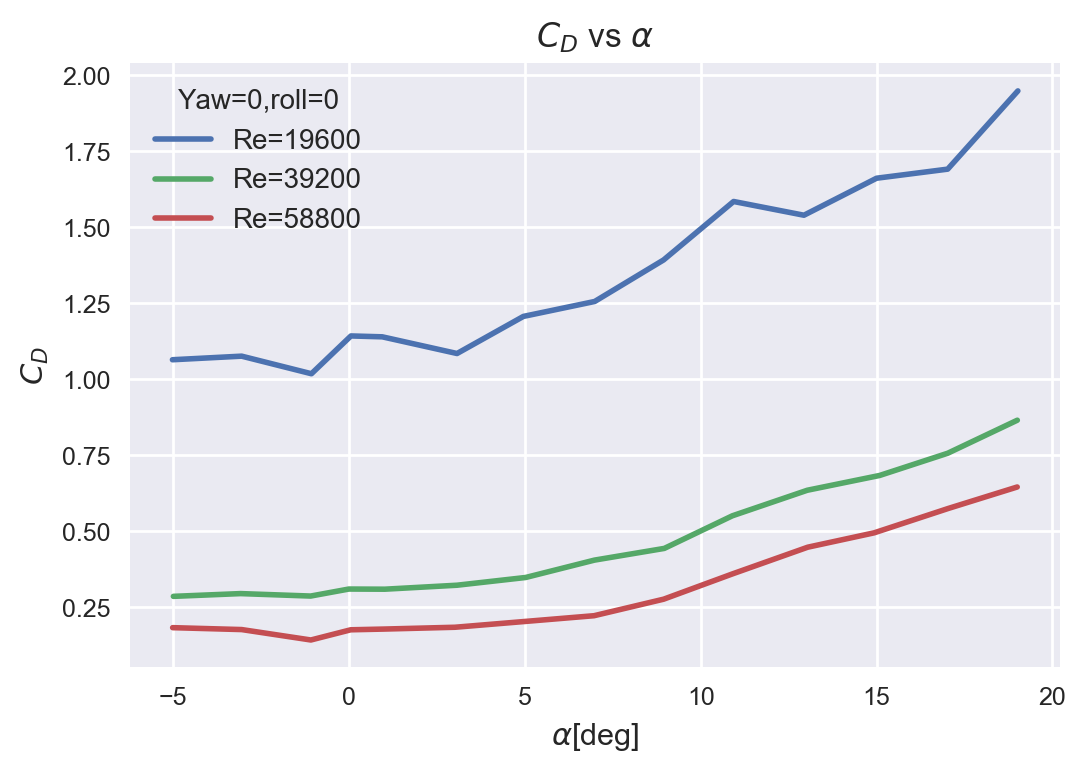 C_D vs α
Yaw=0,roll=0
Re=19600
Re=39200
Re=58800
C_D
2.00
1.75
1.50
1.25
1.00
0.75
0.50
0.25
−5 0 5 10 15 20
α[deg]